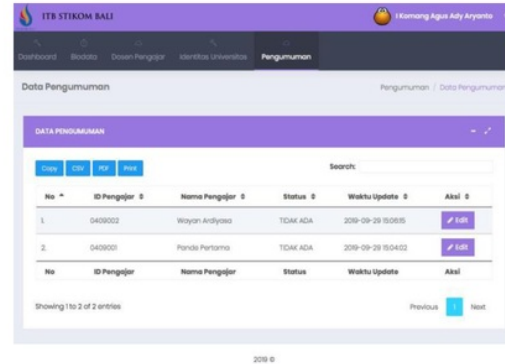 ITB STIKOM BALI
I Komang Agus Ady Aryanto
Dashboard Biodata Dosen Pengajar Identitas Universitas Pengumuman
Data Pengumuman
Pengumuman / Data Pengumuman
DATA PENGUMUMAN
Copy CSV PDF Print
Search:
No ID Pengajar Nama Pengajar Status Waktu Update Aksi
1. 0409002 Wayan Ardiyasa TIDAK ADA 2019-09-29 15:06:15 Edit
2. 0409001 Pande Pertama TIDAK ADA 2019-09-29 15:04:02 Edit
No ID Pengajar Nama Pengajar Status Waktu Update Aksi
Showing 1 to 2 of 2 entries
Previous 1 Next
2019 ©